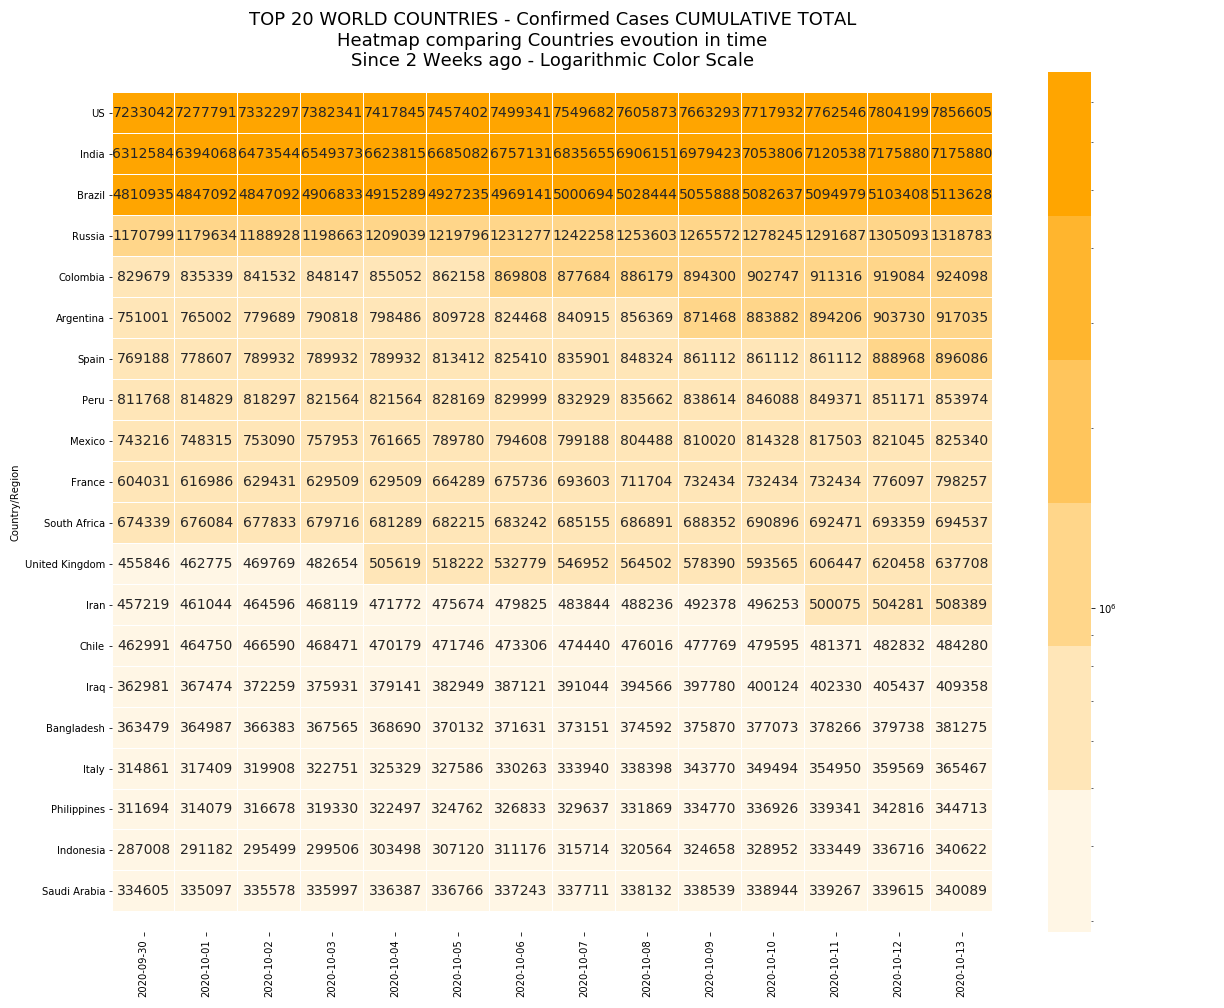 TOP 20 WORLD COUNTRIES - Confirmed Cases CUMULATIVE TOTAL
Heatmap comparing Countries evoution in time
Since 2 Weeks ago - Logarithmic Color Scale
US 7233042 7277791 7332297 7382341 7417845 7457402 7499341 7549682 7605873 7663293 7717932 7762546 7804199 7856605
India 6312584 6394068 6473544 6549373 6623815 6685082 6757131 6835655 6906151 6979423 7053806 7120538 7175880 7175880
Brazil 4810935 4847092 4847092 4906833 4915289 4927235 4969141 5000694 5028444 5055888 5082637 5094979 5103408 5113628
Russia 1170799 1179634 1188928 1198663 1209039 1219796 1231277 1242258 1253603 1265572 1278245 1291687 1305093 1318783
Colombia 829679 835339 841532 848147 855052 862158 869808 877684 886179 894300 902747 911316 919084 924098
Argentina 751001 765002 779689 790818 798486 809728 824468 840915 856369 871468 883882 894206 903730 917035
Spain 769188 778607 789932 789932 789932 813412 825410 835901 848324 861112 861112 861112 888968 896086
Peru 811768 814829 818297 821564 821564 828169 829999 832929 835662 838614 846088 849371 851171 853974
Mexico 743216 748315 753090 757953 761665 789780 794608 799188 804488 810020 814328 817503 821045 825340
France 604031 616986 629431 629509 629509 664289 675736 693603 711704 732434 732434 732434 776097 798257
South Africa 674339 676084 677833 679716 681289 682215 683242 685155 686891 688352 690896 692471 693359 694537
United Kingdom 455846 462775 469769 482654 505619 518222 532779 546952 564502 578390 593565 606447 620458 637708
Iran 457219 461044 464596 468119 471772 475674 479825 483844 488236 492378 496253 500075 504281 508389
Chile 462991 464750 466590 468471 470179 471746 473306 474440 476016 477769 479595 481371 482832 484280
Iraq 362981 367474 372259 375931 379141 382949 387121 391044 394566 397780 400124 402330 405437 409358
Bangladesh 363479 364987 366383 367565 368690 370132 371631 373151 374592 375870 377073 378266 379738 381275
Italy 314861 317409 319908 322751 325329 327586 330263 333940 338398 343770 349494 354950 359569 365467
Philippines 311694 314079 316678 319330 322497 324762 326833 329637 331869 334770 336926 339341 342816 344713
Indonesia 287008 291182 295499 299506 303498 307120 311176 315714 320564 324658 328952 333449 336716 340622
Saudi Arabia 334605 335097 335578 335997 336387 336766 337243 337711 338132 338539 338944 339267 339615 340089
2020-09-30 2020-10-01 2020-10-02 2020-10-03 2020-10-04 2020-10-05 2020-10-06 2020-10-07 2020-10-08 2020-10-09 2020-10-10 2020-10-11 2020-10-12 2020-10-13
Country/Region
10⁶